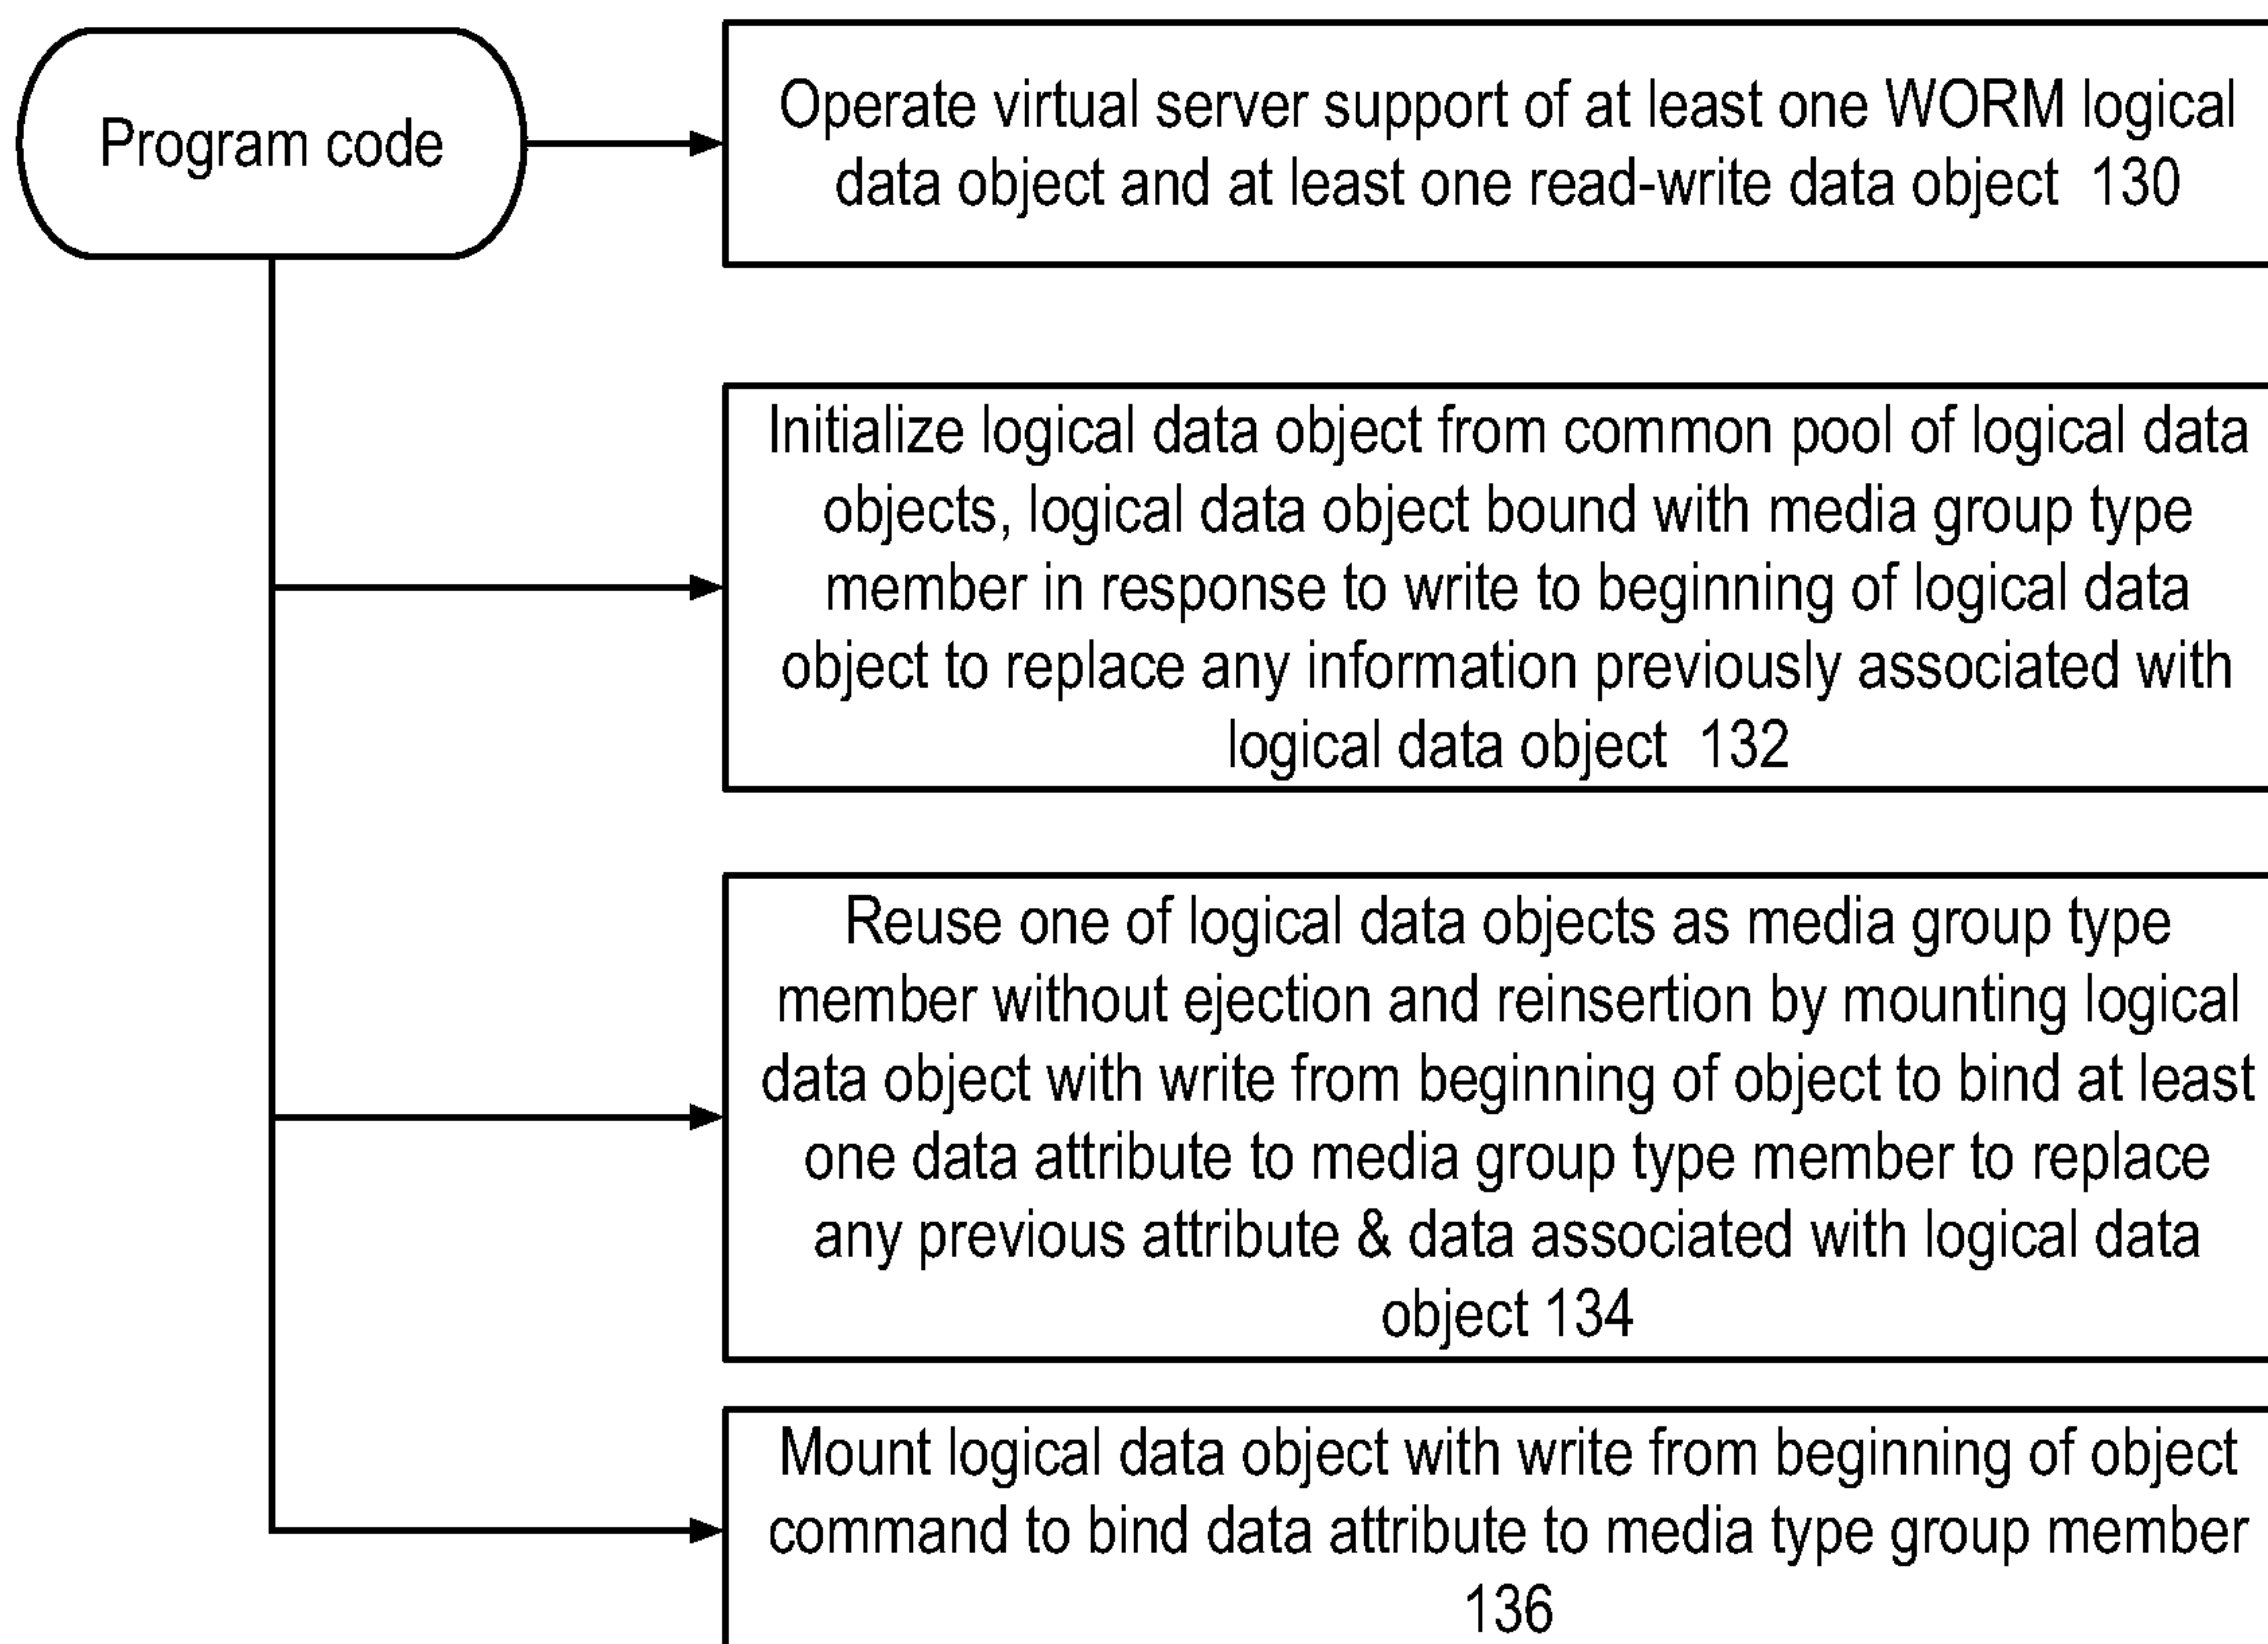 Program code
Operate virtual server support of at least one WORM logical
data object and at least one read-write data object 130
Initialize logical data object from common pool of logical data
objects, logical data object bound with media group type
member in response to write to beginning of logical data
object to replace any information previously associated with
logical data object 132
Reuse one of logical data objects as media group type
member without ejection and reinsertion by mounting logical
data object with write from beginning of object to bind at least
one data attribute to media group type member to replace
any previous attribute & data associated with logical data
object 134
Mount logical data object with write from beginning of object
command to bind data attribute to media type group member
136